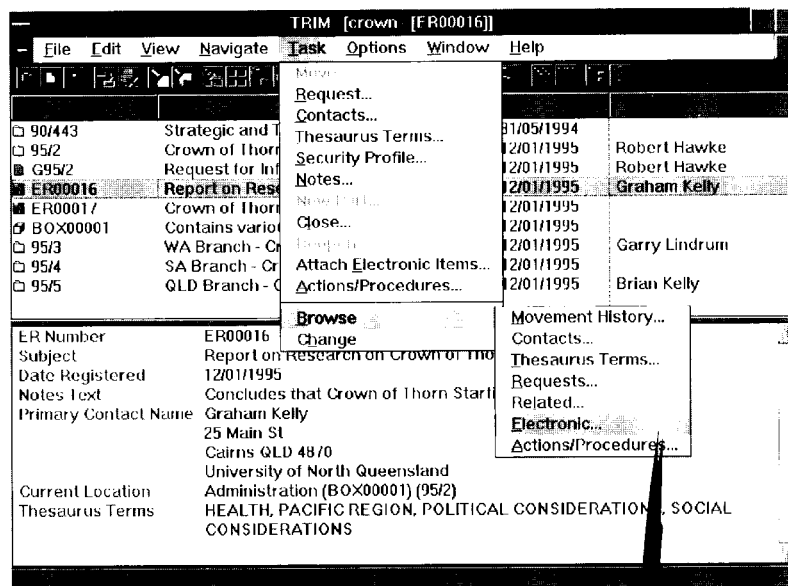 TRIM [crown [ER00016]]
File Edit View Navigate Task Options Window Help
Move
Request...
Contacts...
Thesaurus Terms...
Security Profile...
Notes...
New Part...
Close...
Attach Electronic Items...
Actions/Procedures...
Browse
Change
90/443 Strategic and T 31/05/1994
95/2 Crown of Thorn 12/01/1995 Robert Hawke
G95/2 Request for Inf 12/01/1995 Robert Hawke
ER00016 Report on Rese 12/01/1995 Graham Kelly
ER00017 Crown of Thorn 12/01/1995
BOX00001 Contains variou 12/01/1995
95/3 WA Branch - Cr 12/01/1995 Garry Lindrum
95/4 SA Branch - Cr 12/01/1995
95/5 QLD Branch - C 12/01/1995 Brian Kelly
Movement History...
Contacts...
Thesaurus Terms...
Requests...
Related...
Electronic...
Actions/Procedures...
ER Number ER00016
Subject Report on Research on Crown of Tho
Date Registered 12/01/1995
Notes Text Concludes that Crown of Thorn Starfi
Primary Contact Name Graham Kelly
25 Main St
Cairns QLD 4870
University of North Queensland
Current Location Administration (BOX00001) (95/2)
Thesaurus Terms HEALTH, PACIFIC REGION, POLITICAL CONSIDERATIONS, SOCIAL
CONSIDERATIONS